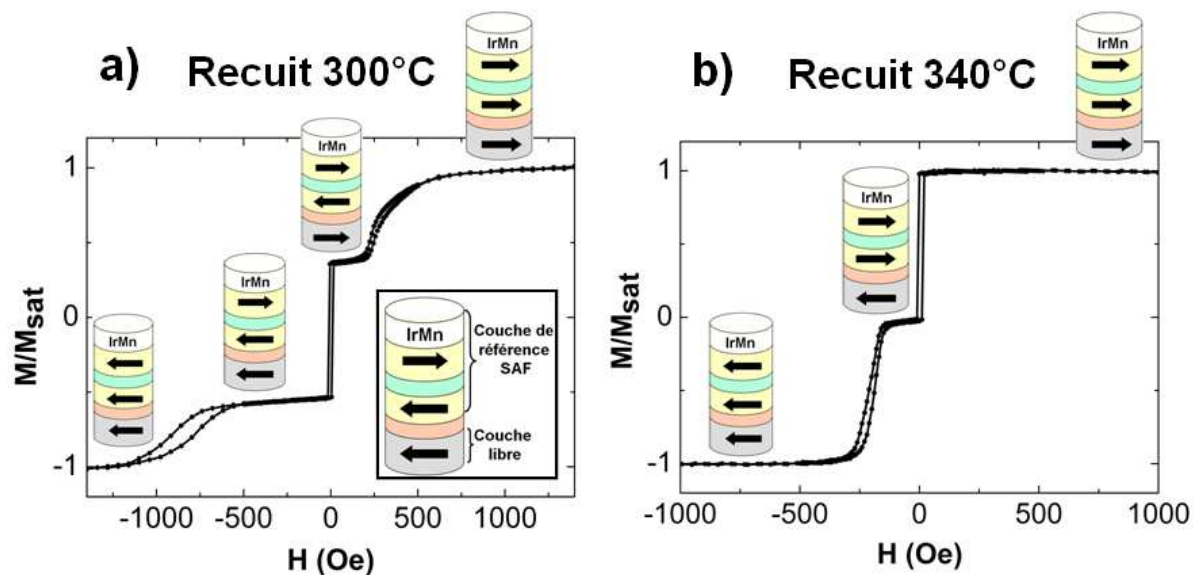 a)
Recuit 300°C
IrMn
IrMn
IrMn
IrMn
IrMn
Couche de
référence
SAF
Couche
libre
1
0
-1
M/Msat
-1000
-500
0
500
1000
H (Oe)
b)
Recuit 340°C
IrMn
IrMn
IrMn
1
0
-1
M/Msat
-1000
-500
0
500
1000
H (Oe)